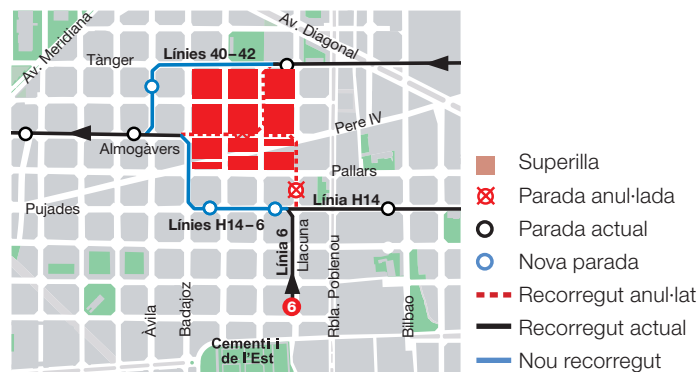 Av. Meridiana
Tànger
Línies 40–42
Av. Diagonal
Pere IV
Almogàvers
Pallars
Pujades
Línies H14–6
Línia H14
Línia 6
Llacuna
Rbla. Poblenou
Àvila
Badajoz
Bilbao
6
Cementi i
de l’Est
Superilla
Parada anul·lada
Parada actual
Nova parada
Recorregut anul·lat
Recorregut actual
Nou recorregut